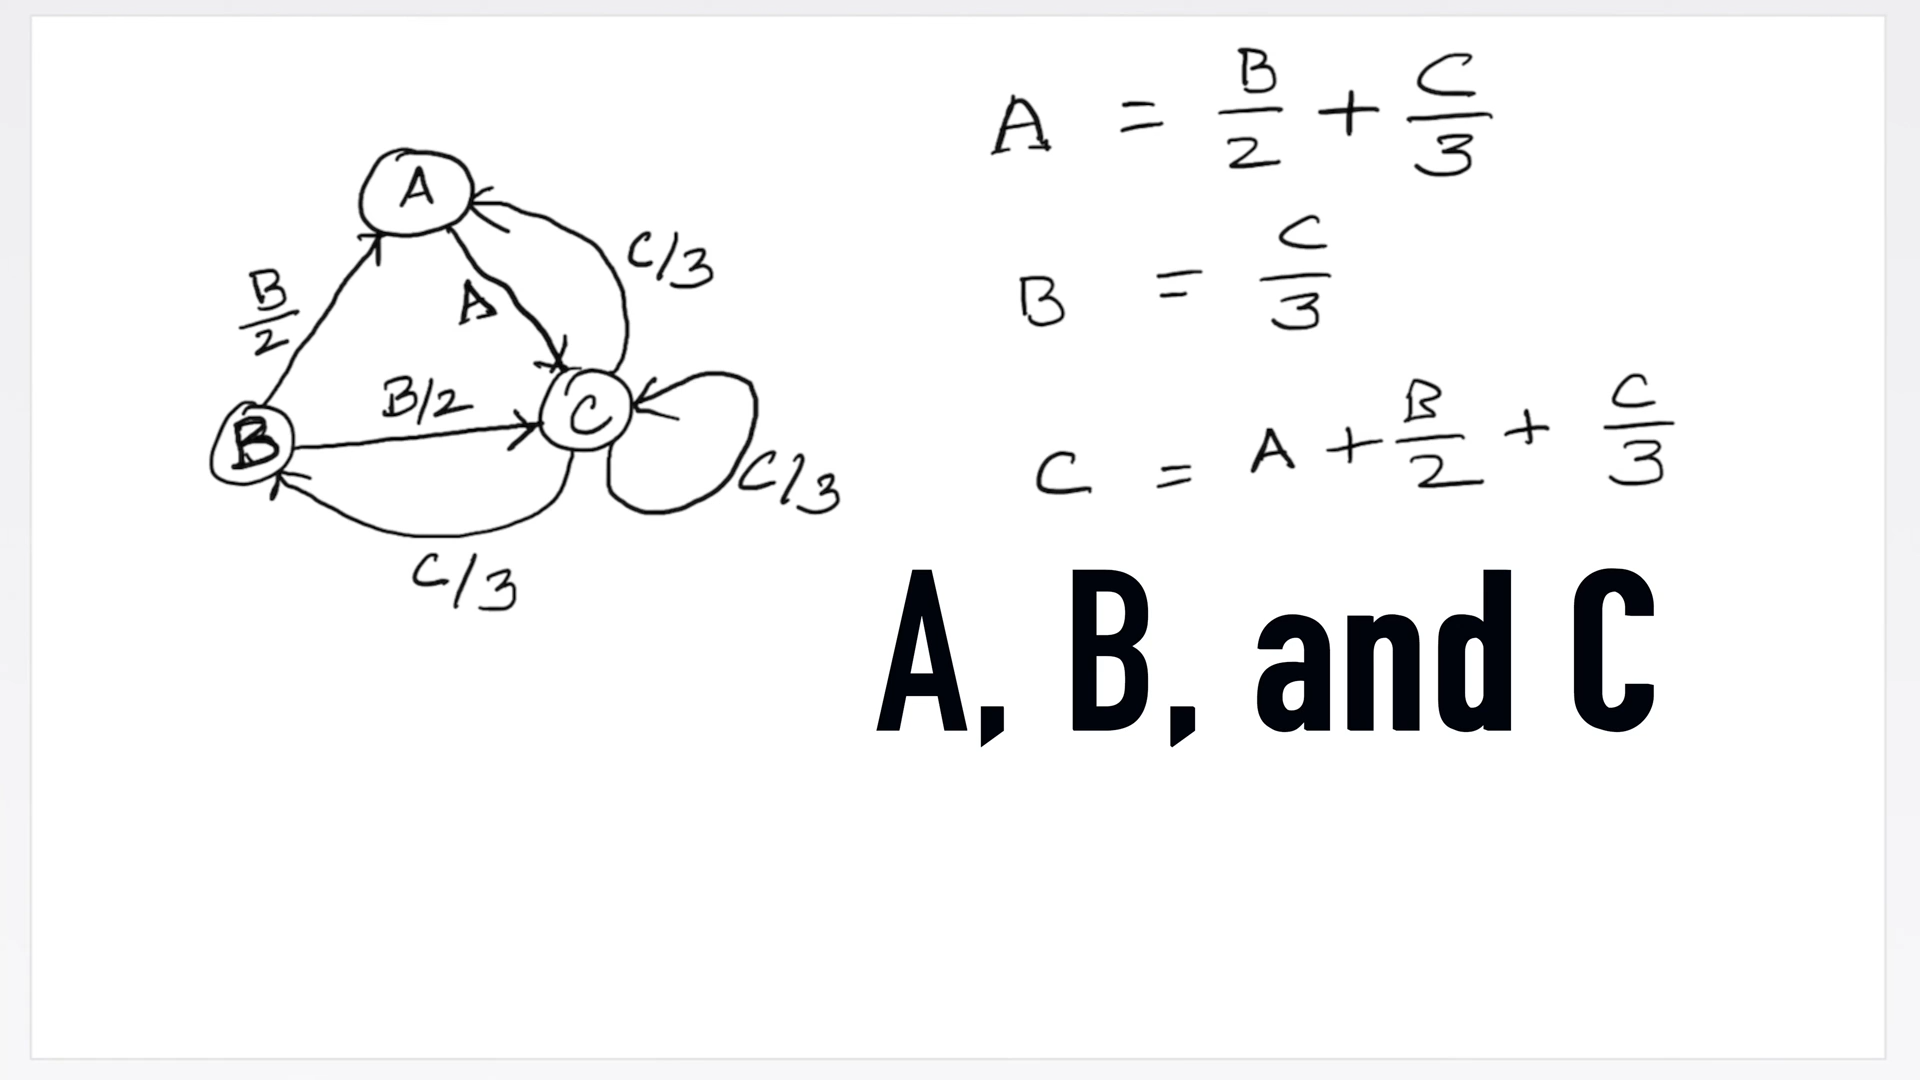 A
B/2
A
C/3
B/2
B
C
C/3
C/3
A = B/2 + C/3
B = C/3
C = A + B/2 + C/3
A, B, and C